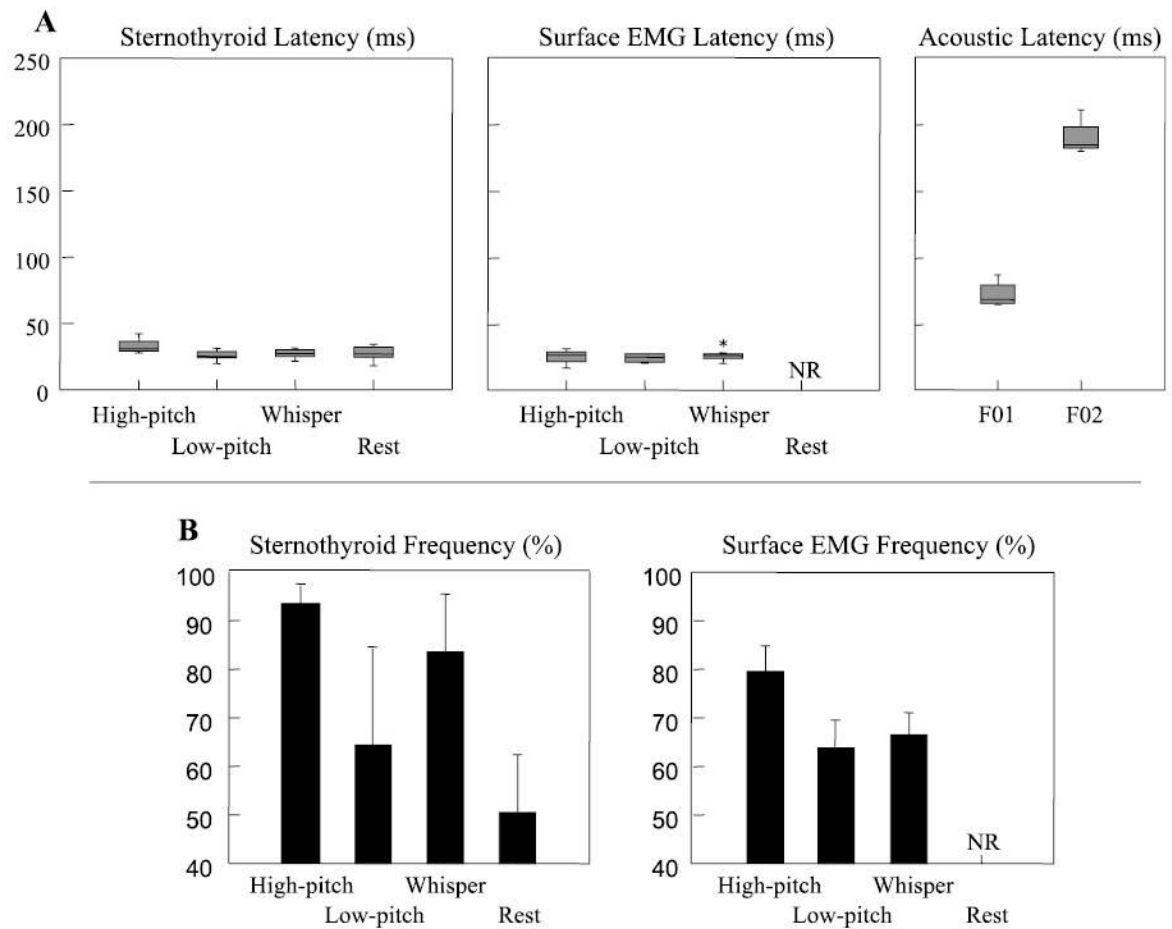 A
Sternothyroid Latency (ms)
Surface EMG Latency (ms)
Acoustic Latency (ms)
250
200
150
100
50
0
High-pitch
Whisper
Low-pitch
Rest
*
NR
High-pitch
Whisper
Low-pitch
Rest
F01
F02
B
Sternothyroid Frequency (%)
Surface EMG Frequency (%)
100
90
80
70
60
50
40
High-pitch
Whisper
Low-pitch
Rest
100
90
80
70
60
50
40
NR
High-pitch
Whisper
Low-pitch
Rest